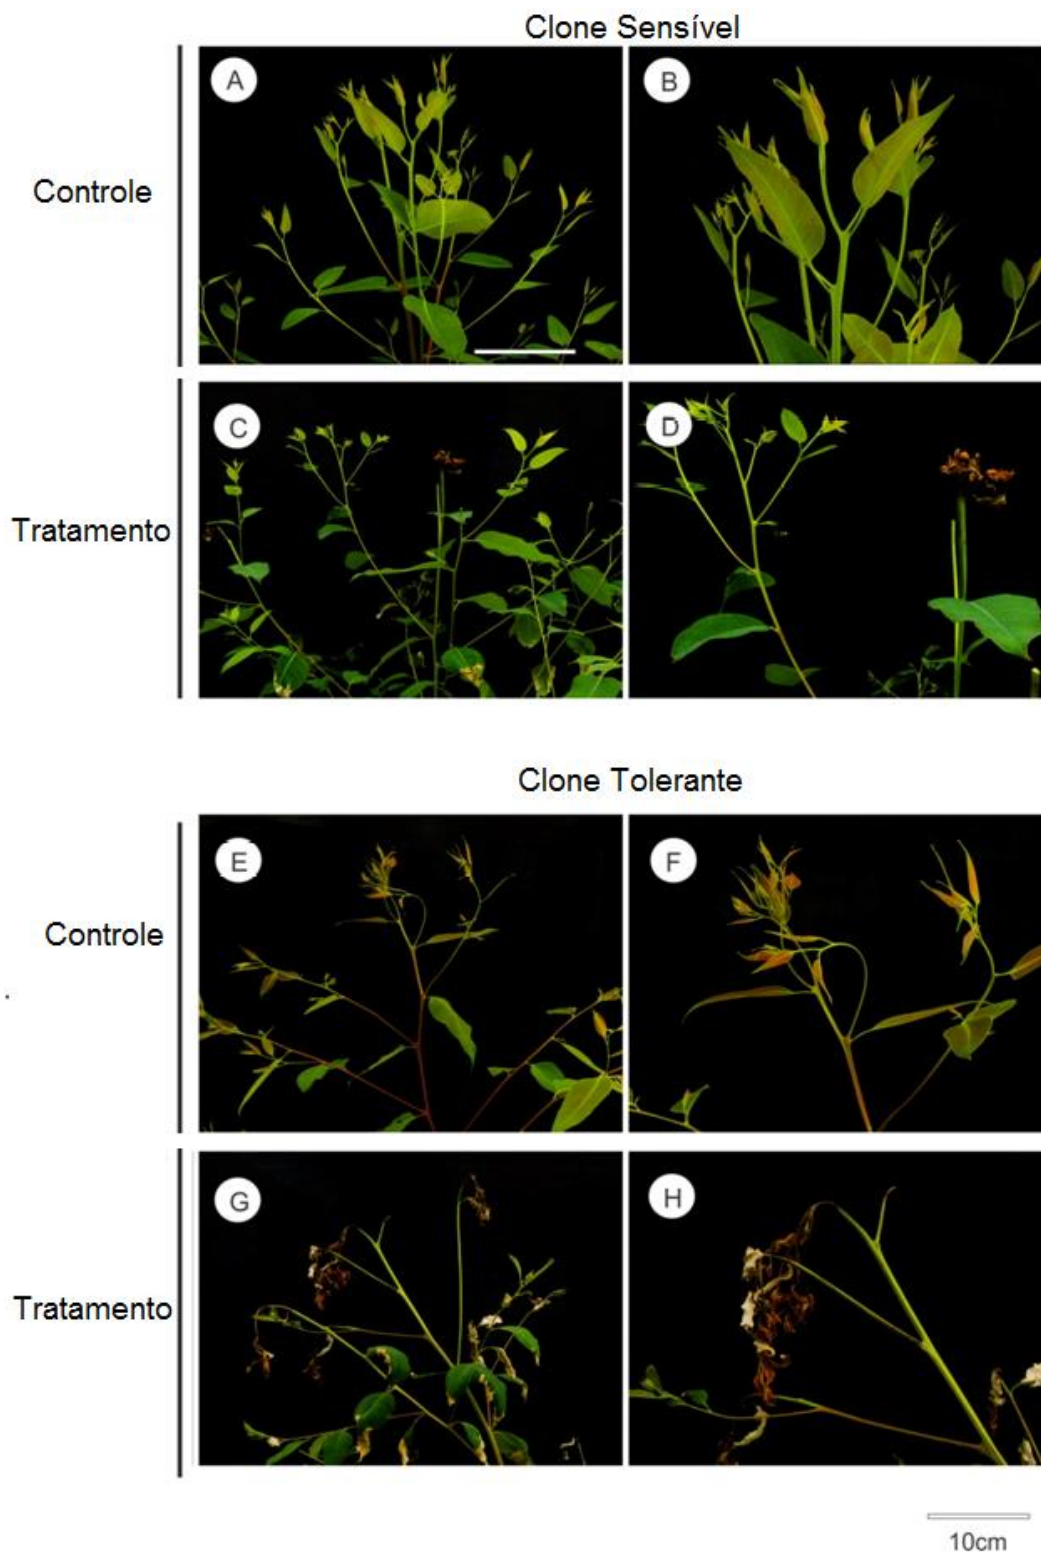 Clone Sensível
A
B
Controle
C
D
Tratamento
Clone Tolerante
E
F
Controle
G
H
Tratamento
10cm